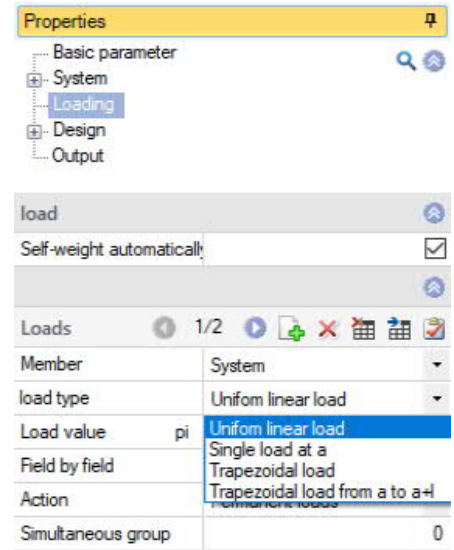 Properties
Basic parameter
System
Loading
Design
Output
load
Self-weight automatically
Loads 1/2
Member System
load type Unifom linear load
Load value pi Unifom linear load
Single load at a
Field by field Trapezoidal load
Trapezoidal load from a to a+l
Action Permanent loads
Simultaneous group 0